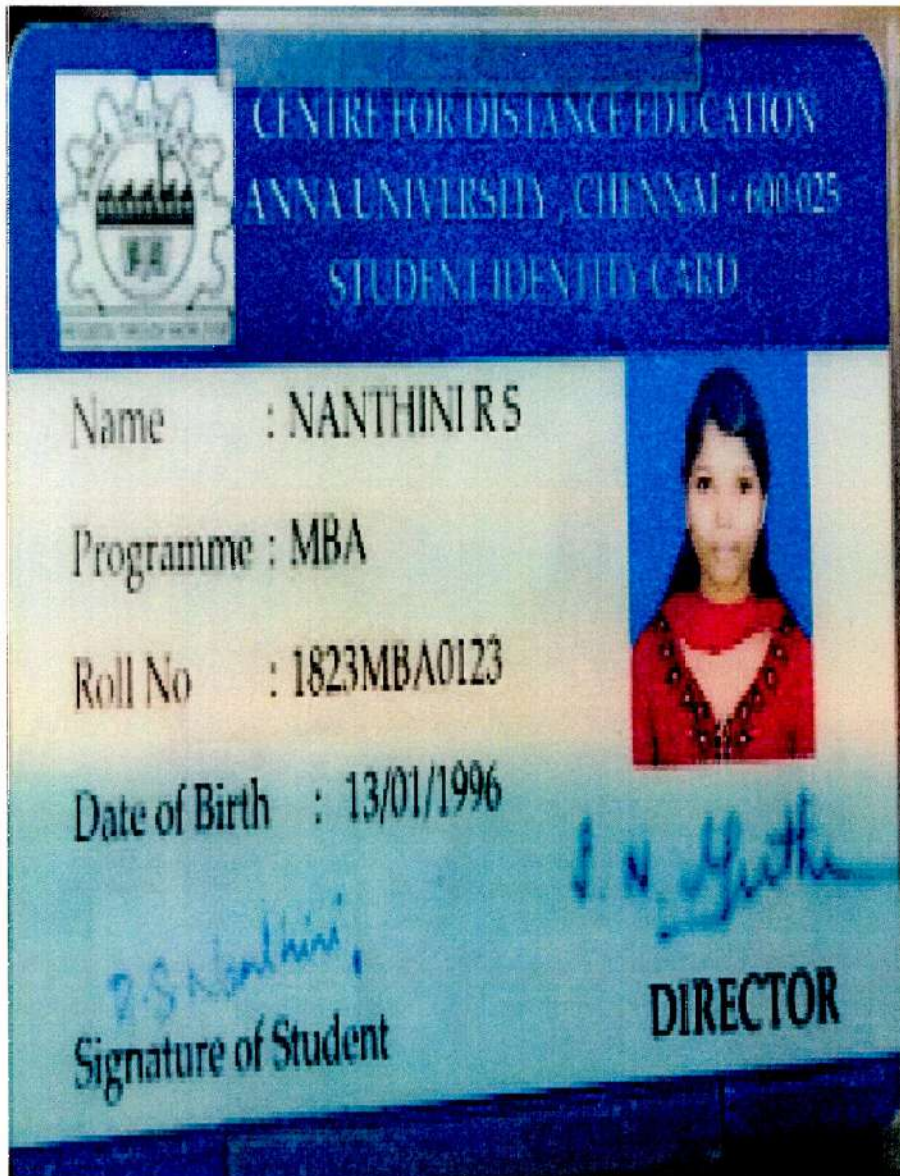 CENTRE FOR DISTANCE EDUCATION
ANNA UNIVERSITY, CHENNAI - 600 025
STUDENT IDENTITY CARD
Name : NANTHINI R S
Programme : MBA
Roll No : 1823MBA0123
Date of Birth : 13/01/1996
R.S Nanthini
Signature of Student
DIRECTOR